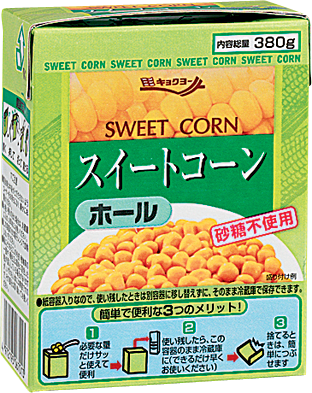 内容総量 380g
SWEET CORN SWEET CORN SWEET CORN SWEET CORN
キョクヨー
SWEET CORN
スイートコーン
ホール
砂糖不使用
盛り付け例
●紙容器入りなので、使い残したときは別容器に移し替えずに、そのまま冷蔵庫で保存できます。
簡単で便利な3つのメリット!
1
必要な量
だけサッ
と使えて
便利
2
使い残したら、この
容器のまま冷蔵庫
に(できるだけ早く
お使いください)
3
捨てると
きは、簡
単につぶ
せます